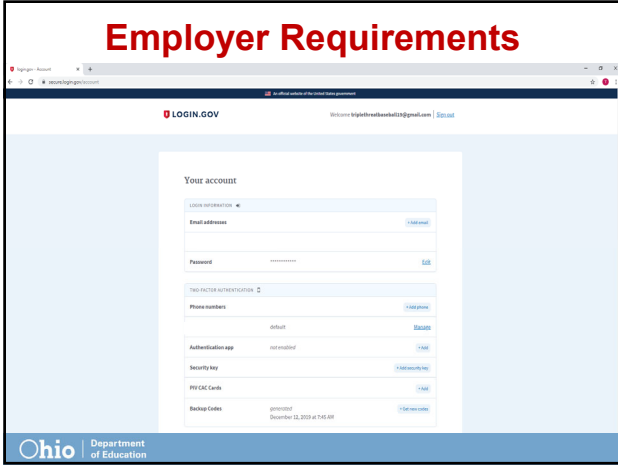 Employer Requirements
login.gov - Account
secure.login.gov/account
An official website of the United States government
LOGIN.GOV
Welcome triplethreatbaseball19@gmail.com | Sign out
Your account
LOGIN INFORMATION
Email addresses + Add email
Password ************ Edit
TWO-FACTOR AUTHENTICATION
Phone numbers + Add phone
default Manage
Authentication app not enabled + Add
Security key + Add security key
PIV/CAC Cards + Add
Backup Codes generated + Get new codes
December 12, 2019 at 7:45 AM
Ohio | Department
of Education